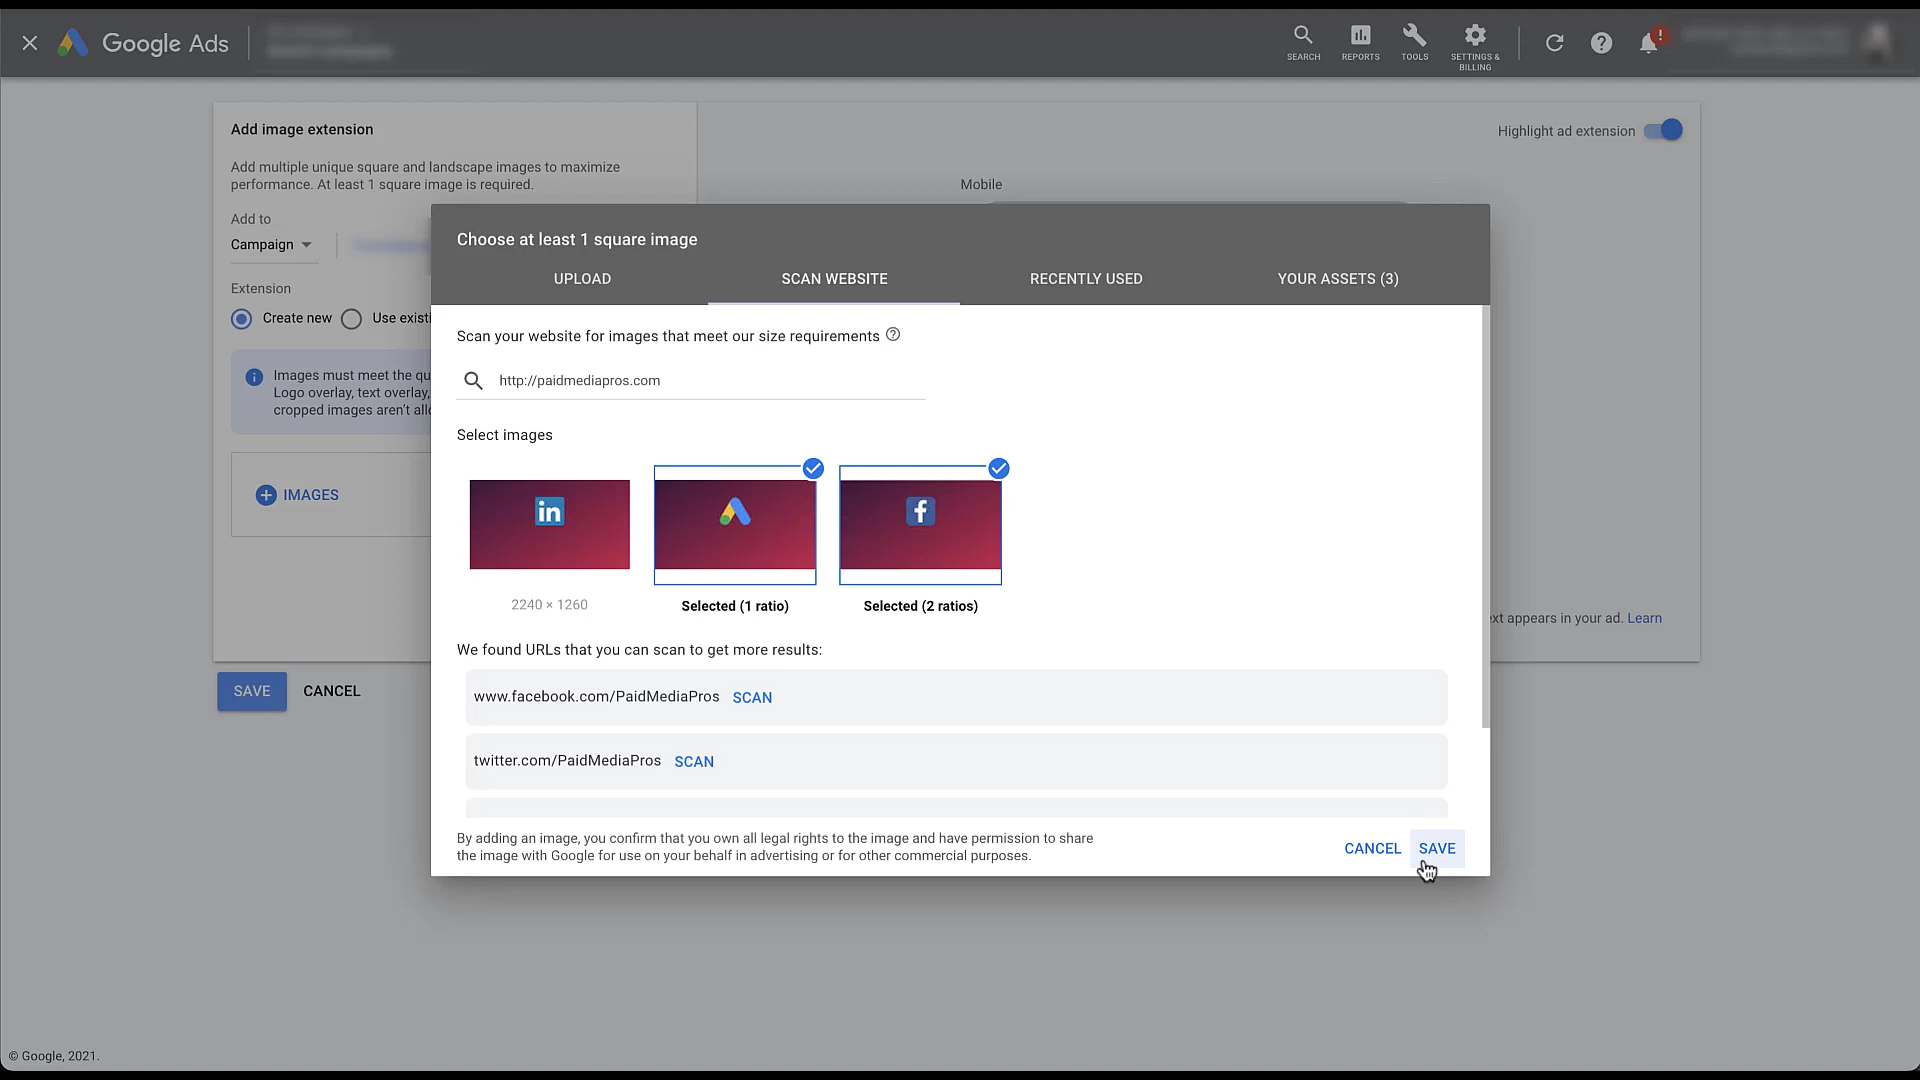 Google Ads
SEARCH
REPORTS
TOOLS
SETTINGS &
BILLING
!
Add image extension
Add multiple unique square and landscape images to maximize
performance. At least 1 square image is required.
Add to
Campaign
Extension
Create new
Use existi
Images must meet the qu
Logo overlay, text overlay,
cropped images aren't all
IMAGES
SAVE
CANCEL
Highlight ad extension
Mobile
ext appears in your ad. Learn
Choose at least 1 square image
UPLOAD
SCAN WEBSITE
RECENTLY USED
YOUR ASSETS (3)
Scan your website for images that meet our size requirements
http://paidmediapros.com
Select images
in
f
2240 × 1260
Selected (1 ratio)
Selected (2 ratios)
We found URLs that you can scan to get more results:
www.facebook.com/PaidMediaPros SCAN
twitter.com/PaidMediaPros SCAN
By adding an image, you confirm that you own all legal rights to the image and have permission to share
the image with Google for use on your behalf in advertising or for other commercial purposes.
CANCEL
SAVE
© Google, 2021.